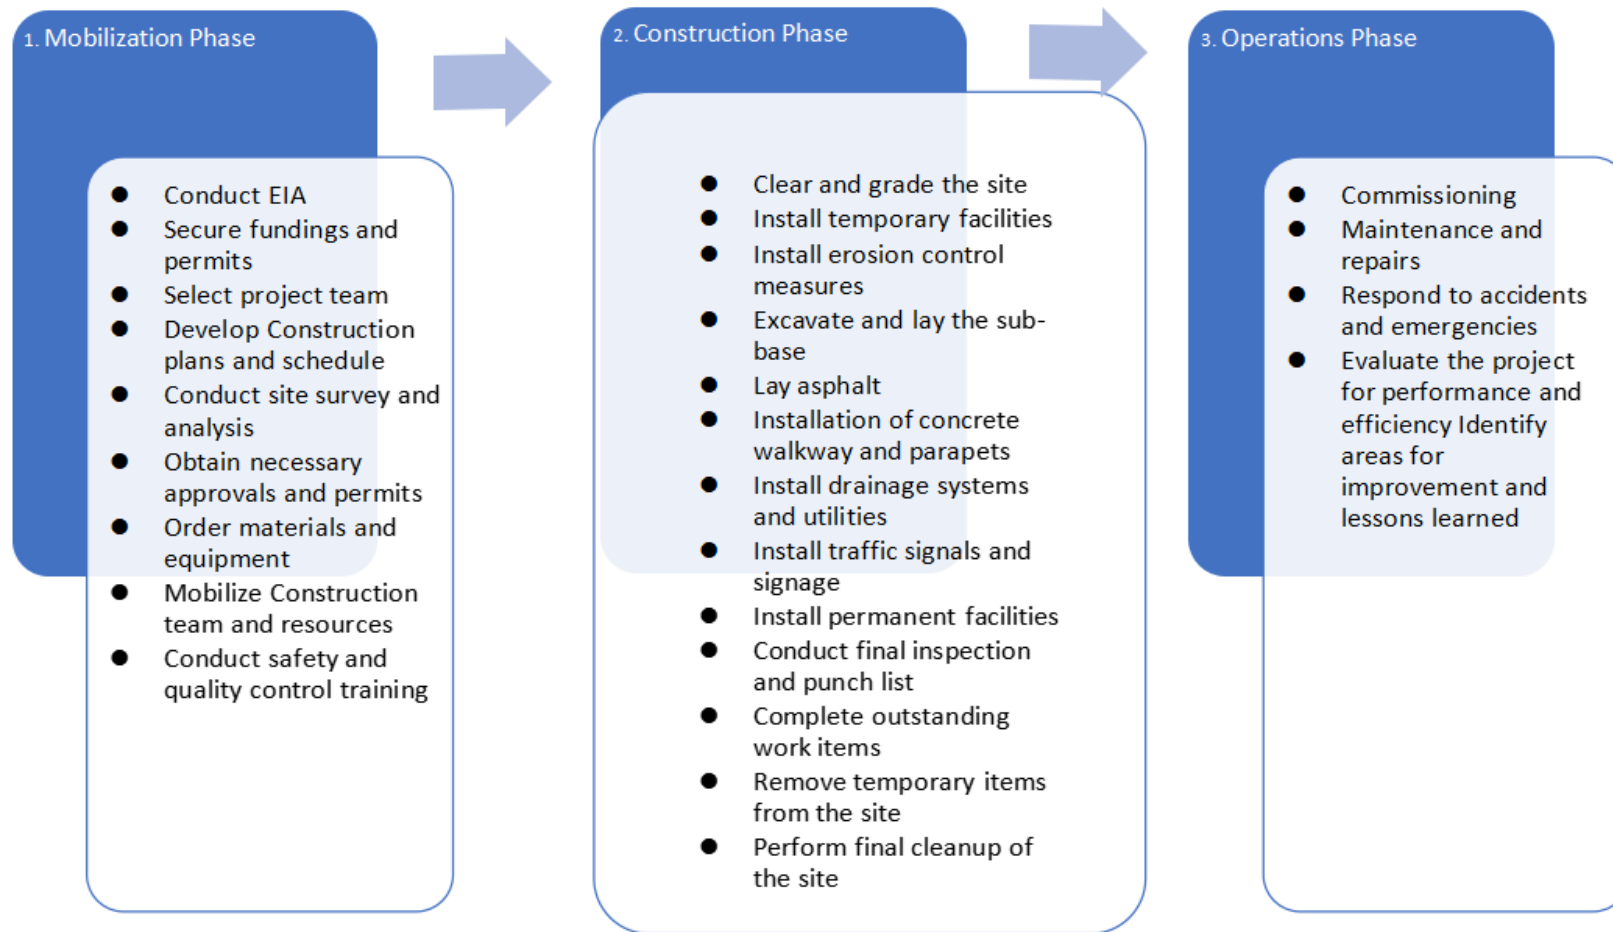 1. Mobilization Phase
● Conduct EIA
● Secure fundings and
permits
● Select project team
● Develop Construction
plans and schedule
● Conduct site survey and
analysis
● Obtain necessary
approvals and permits
● Order materials and
equipment
● Mobilize Construction
team and resources
● Conduct safety and
quality control training
2. Construction Phase
● Clear and grade the site
● Install temporary facilities
● Install erosion control
measures
● Excavate and lay the sub-
base
● Lay asphalt
● Installation of concrete
walkway and parapets
● Install drainage systems
and utilities
● Install traffic signals and
signage
● Install permanent facilities
● Conduct final inspection
and punch list
● Complete outstanding
work items
● Remove temporary items
from the site
● Perform final cleanup of
the site
3. Operations Phase
● Commissioning
● Maintenance and
repairs
● Respond to accidents
and emergencies
● Evaluate the project
for performance and
efficiency Identify
areas for
improvement and
lessons learned